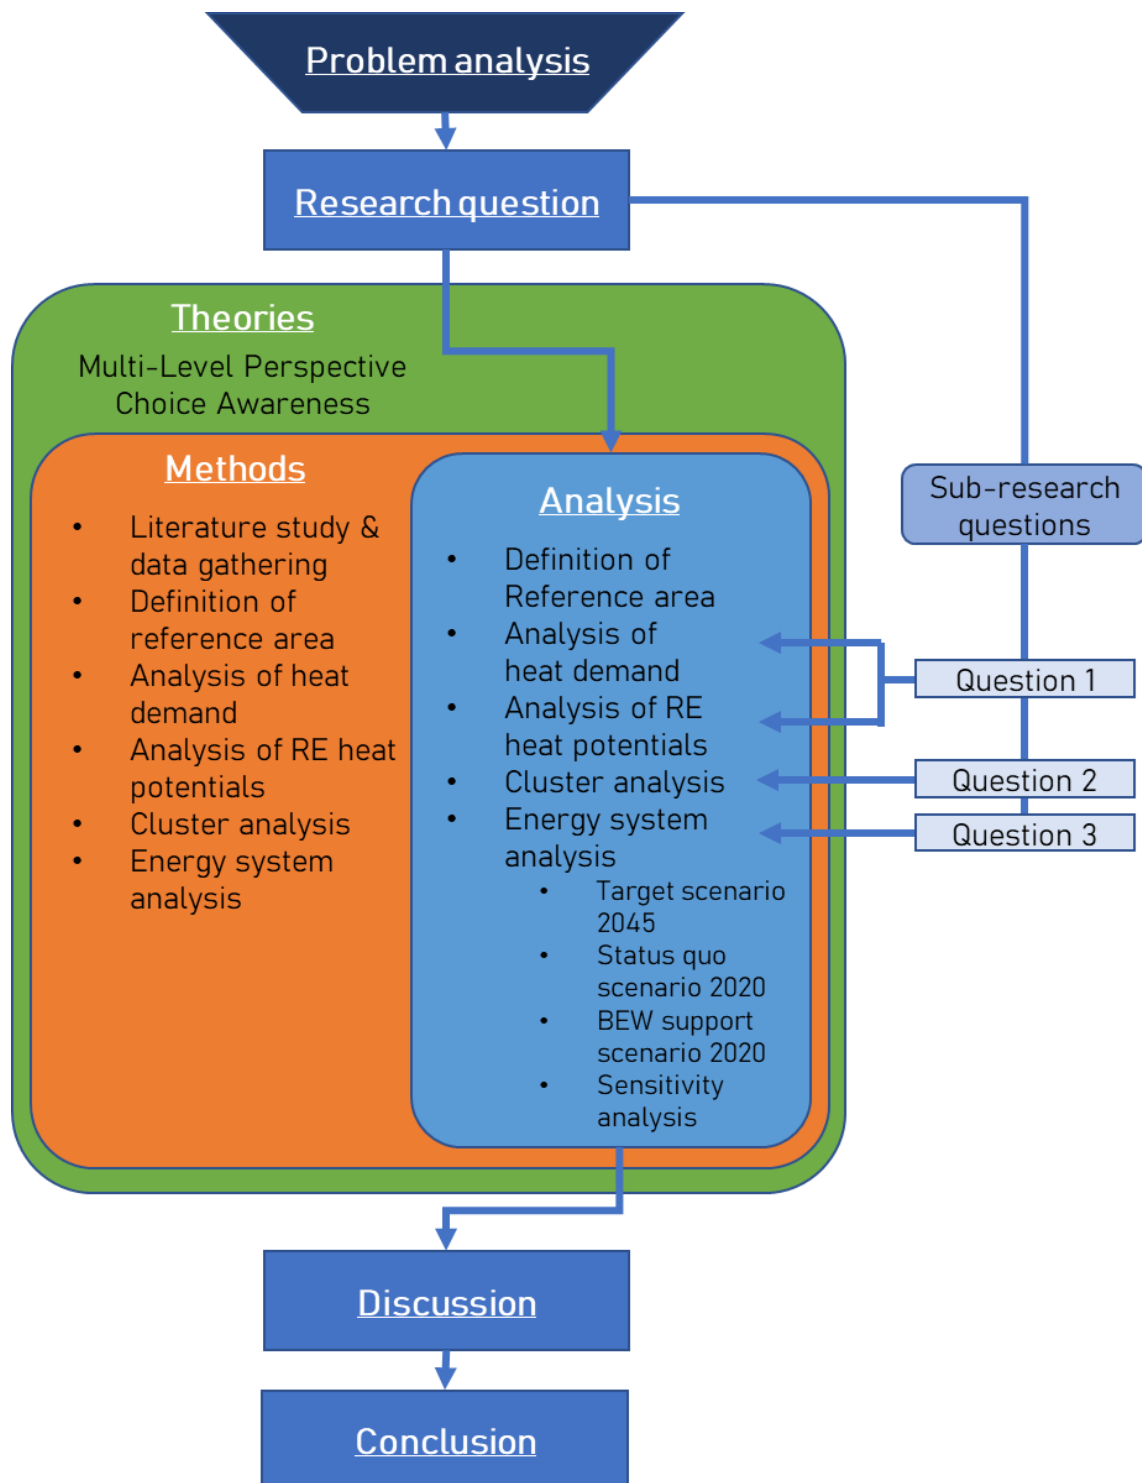 Problem analysis
Research question
Theories
Multi-Level Perspective
Choice Awareness
Methods
• Literature study &
data gathering
• Definition of
reference area
• Analysis of heat
demand
• Analysis of RE heat
potentials
• Cluster analysis
• Energy system
analysis
Analysis
• Definition of
Reference area
• Analysis of
heat demand
• Analysis of RE
heat potentials
• Cluster analysis
• Energy system
analysis
• Target scenario
2045
• Status quo
scenario 2020
• BEW support
scenario 2020
• Sensitivity
analysis
Sub-research
questions
Question 1
Question 2
Question 3
Discussion
Conclusion